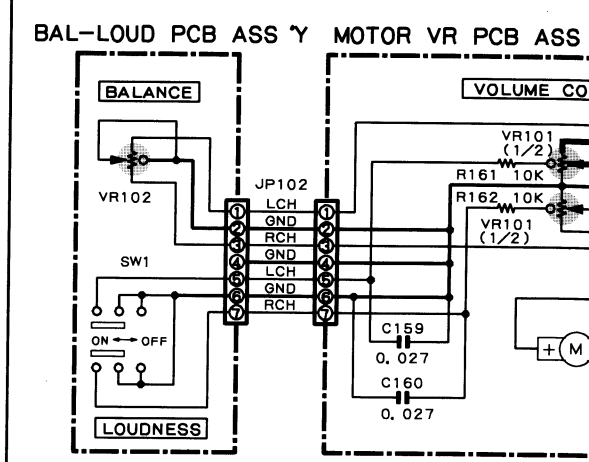 BAL-LOUD PCB ASS'Y MOTOR VR PCB ASS
BALANCE
VOLUME CO
VR101
(1/2)
R161 10K
R162 10K
VR101
(1/2)
VR102
JP102
1 LCH 1
2 GND 2
3 RCH 3
4 GND 4
5 LCH 5
6 GND 6
7 RCH 7
SW1
ON OFF
C159
0.027
C160
0.027
+ M
LOUDNESS